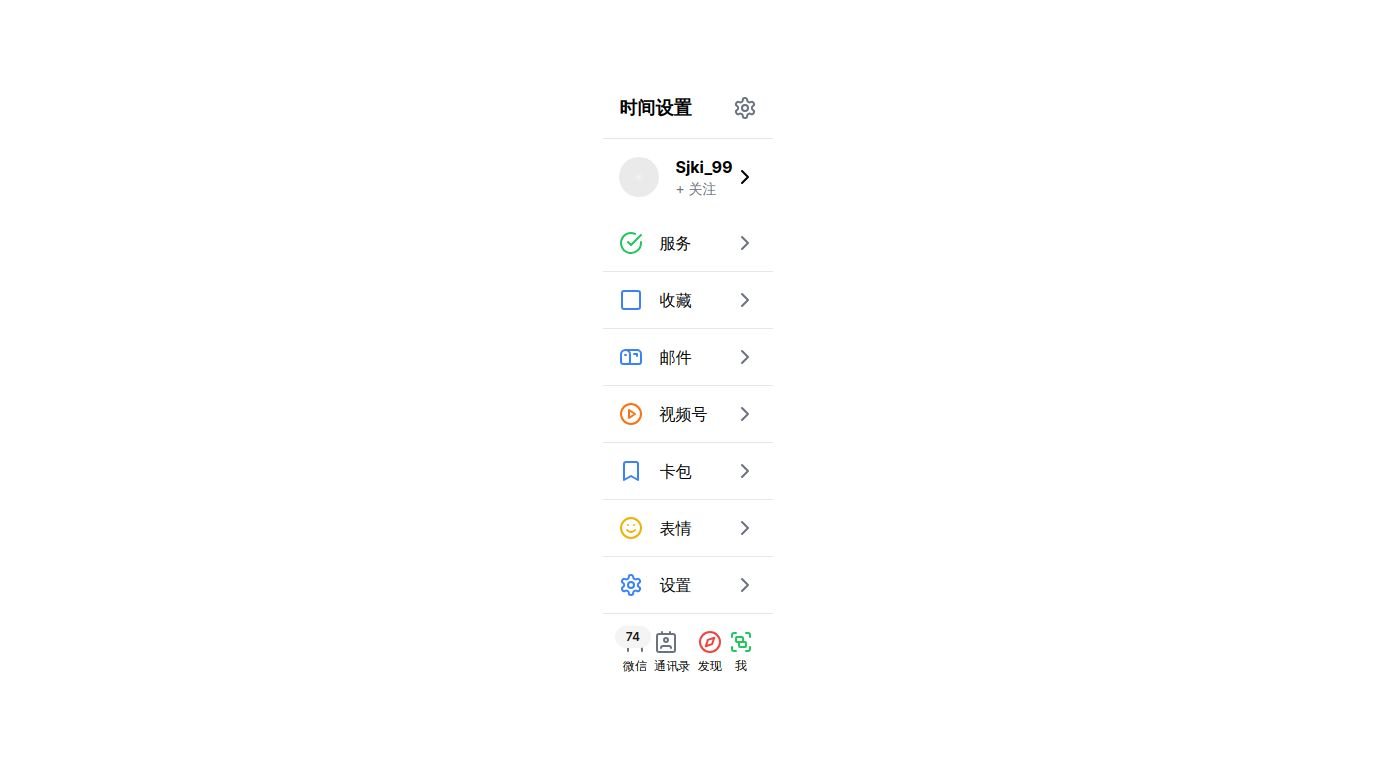 时间设置
Sjki_99
+ 关注
服务
收藏
邮件
视频号
卡包
表情
设置
74
微信 通讯录 发现 我